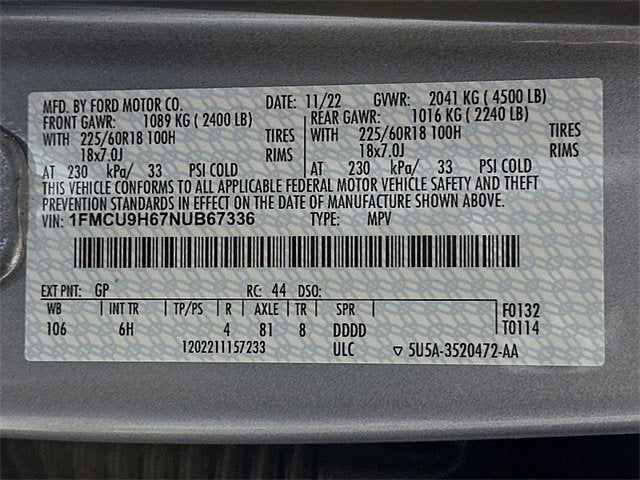 MFD. BY FORD MOTOR CO. DATE: 11/22 GVWR: 2041 KG ( 4500 LB)
FRONT GAWR: 1089 KG ( 2400 LB) REAR GAWR: 1016 KG ( 2240 LB)
WITH 225/60R18 100H TIRES WITH 225/60R18 100H TIRES
18x7.0J RIMS 18x7.0J RIMS
AT 230 kPa/ 33 PSI COLD AT 230 kPa/ 33 PSI COLD
THIS VEHICLE CONFORMS TO ALL APPLICABLE FEDERAL MOTOR VEHICLE SAFETY AND THEFT
PREVENTION STANDARDS IN EFFECT ON THE DATE OF MANUFACTURE SHOWN ABOVE.
VIN: 1FMCU9H67NUB67336 TYPE: MPV
EXT PNT: GP RC: 44 DSO:
WB INT TR TP/PS R AXLE TR SPR F0132
106 6H 4 81 8 DDDD T0114
1202211157233 ULC ▽ 5U5A-3520472-AA